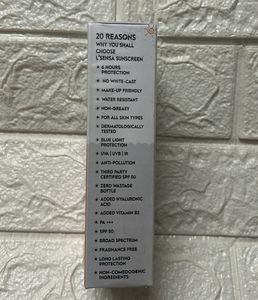 20 REASONS
WHY YOU SHALL
CHOOSE
L'SENSA SUNSCREEN
★ 6 HOURS
PROTECTION
★ NO WHITE-CAST
★ MAKE-UP FRIENDLY
★ WATER RESISTANT
★ NON-GREASY
★ FOR ALL SKIN TYPES
★ DERMATOLOGICALLY
TESTED
★ BLUE LIGHT
PROTECTION
★ UVA | UVB | IR
★ ANTI-POLLUTION
★ THIRD PARTY
CERTIFIED SPF 50
★ ZERO WASTAGE
BOTTLE
★ ADDED HYALURONIC
ACID
★ ADDED VITAMIN B3
★ PA +++
★ SPF 50
★ BROAD SPECTRUM
★ FRAGRANCE FREE
★ LONG LASTING
PROTECTION
★ NON-COMEDOGENIC
INGREDIENTS